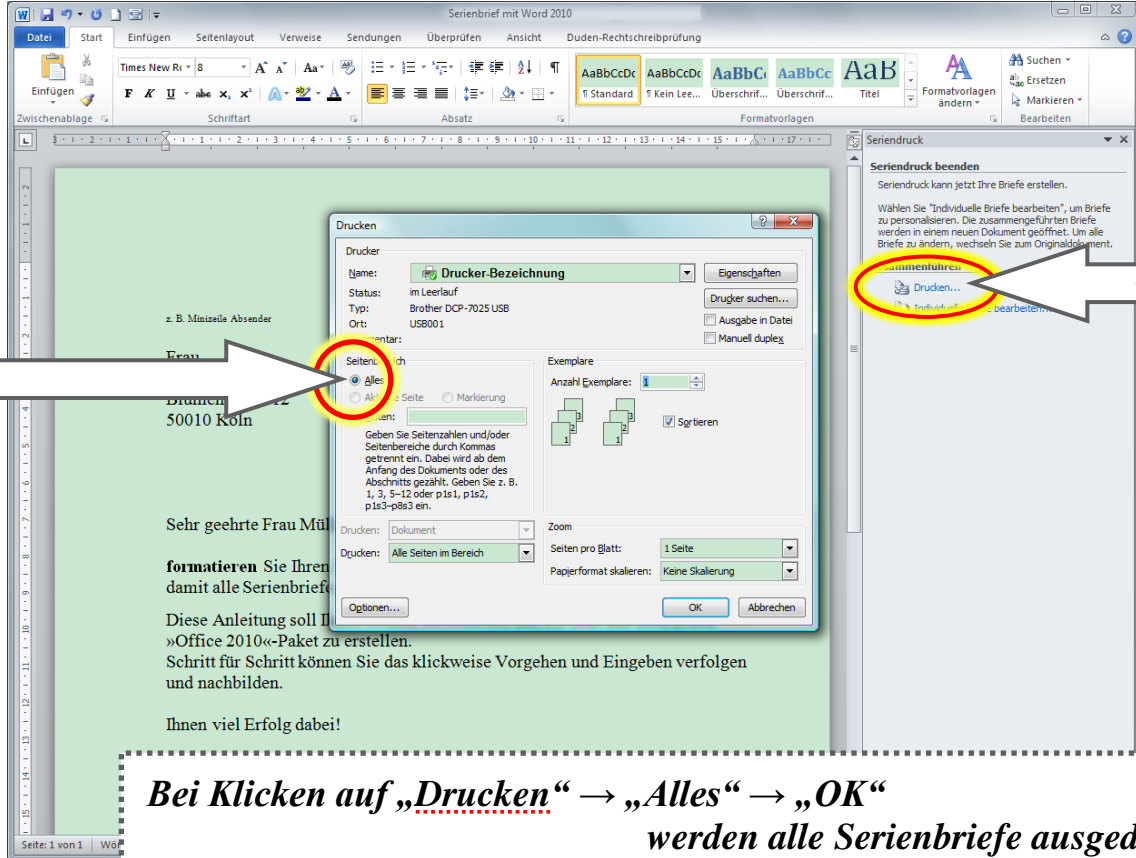 Serienbrief mit Word 2010
Datei Start Einfügen Seitenlayout Verweise Sendungen Überprüfen Ansicht Duden-Rechtschreibprüfung
Einfügen
Times New Ro 8
F K U abc x, x²
AaBbCcDc AaBbCcDc AaBbC AaBbCc AaB
¶ Standard ¶ Kein Lee... Überschrif... Überschrif... Titel
Formatvorlagen ändern
Suchen
Ersetzen
Markieren
Zwischenablage Schriftart Absatz Formatvorlagen Bearbeiten
Seriendruck
Seriendruck beenden
Seriendruck kann jetzt Ihre Briefe erstellen.
Wählen Sie "Individuelle Briefe bearbeiten", um Briefe
zu personalisieren. Die zusammengeführten Briefe
werden in einem neuen Dokument geöffnet. Um alle
Briefe zu ändern, wechseln Sie zum Originaldokument.
Drucken...
Individuelle Briefe bearbeiten...
z. B. Minizeile Absender
Frau
50010 Köln
Sehr geehrte Frau Mül
formatieren Sie Ihren
damit alle Serienbriefe
Diese Anleitung soll I
»Office 2010«-Paket zu erstellen.
Schritt für Schritt können Sie das klickweise Vorgehen und Eingeben verfolgen
und nachbilden.
Ihnen viel Erfolg dabei!
Drucken
Drucker
Name: Drucker-Bezeichnung Eigenschaften
Status: im Leerlauf
Typ: Brother DCP-7025 USB
Ort: USB001
Drucker suchen...
Ausgabe in Datei
Manuell duplex
Seitenbereich
Alles
Aktuelle Seite Markierung
Seiten:
Geben Sie Seitenzahlen und/oder
Seitenbereiche durch Kommas
getrennt ein. Dabei wird ab dem
Anfang des Dokuments oder des
Abschnitts gezählt. Geben Sie z. B.
1, 3, 5–12 oder p1s1, p1s2,
p1s3–p8s3 ein.
Exemplare
Anzahl Exemplare: 1
Sortieren
Drucken: Dokument
Drucken: Alle Seiten im Bereich
Zoom
Seiten pro Blatt: 1 Seite
Papierformat skalieren: Keine Skalierung
Optionen... OK Abbrechen
Bei Klicken auf „Drucken“ → „Alles“ → „OK“
werden alle Serienbriefe ausged
Seite: 1 von 1 Wör